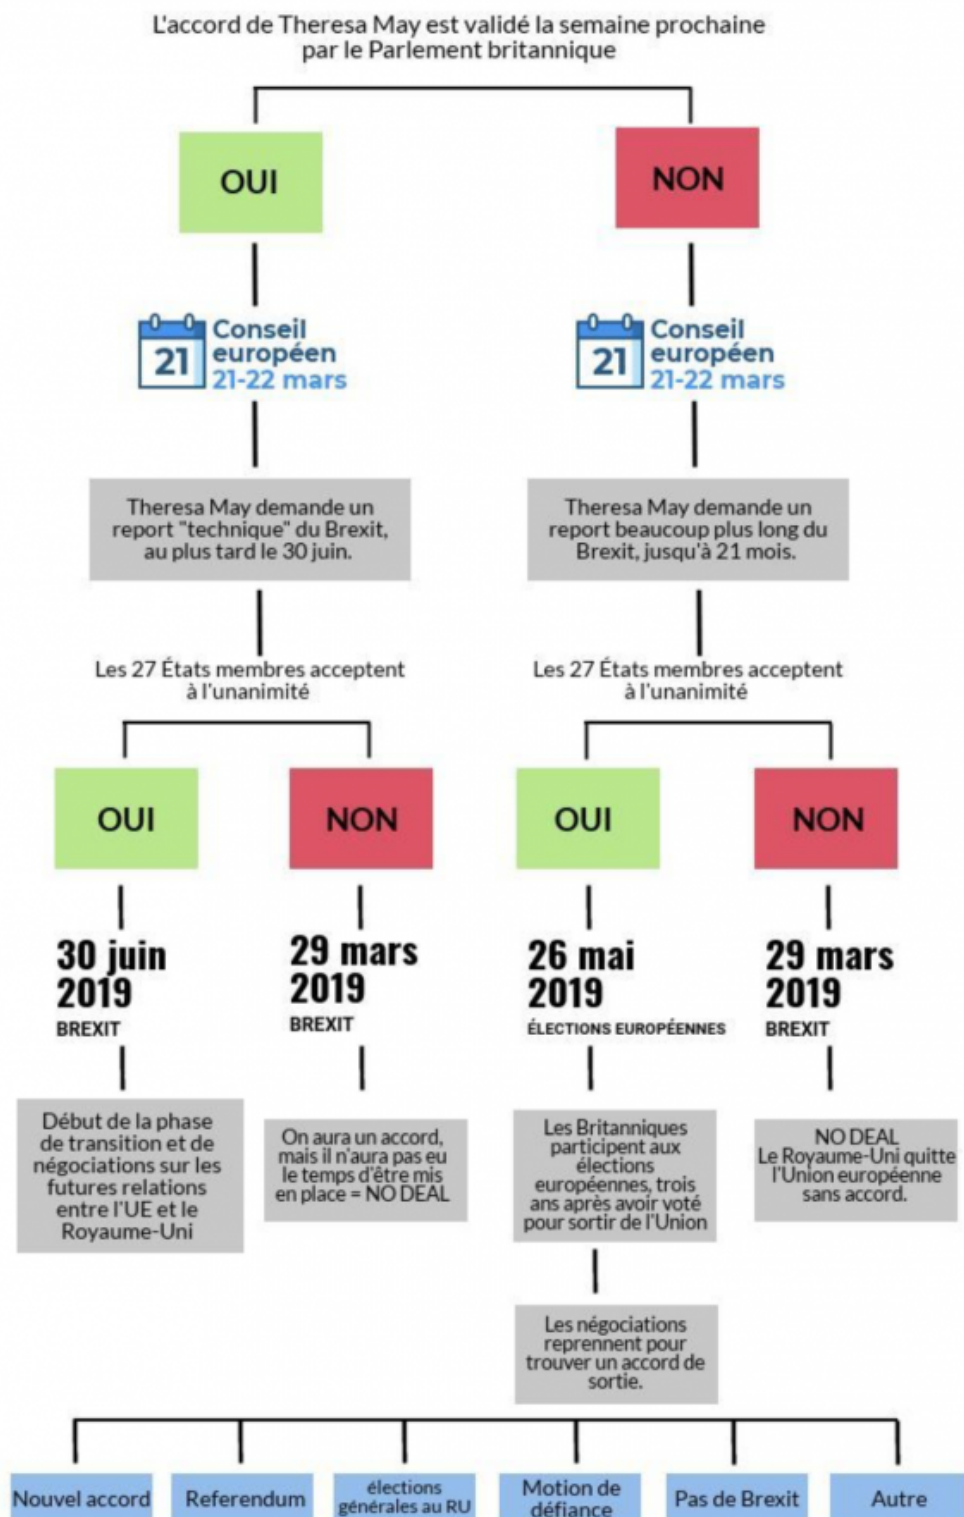 L'accord de Theresa May est validé la semaine prochaine
par le Parlement britannique
OUI
NON
21
Conseil
européen
21-22 mars
21
Conseil
européen
21-22 mars
Theresa May demande un
report "technique" du Brexit,
au plus tard le 30 juin.
Theresa May demande un
report beaucoup plus long du
Brexit, jusqu'à 21 mois.
Les 27 États membres acceptent
à l'unanimité
Les 27 États membres acceptent
à l'unanimité
OUI
NON
OUI
NON
30 juin
2019
BREXIT
29 mars
2019
BREXIT
26 mai
2019
ÉLECTIONS EUROPÉENNES
29 mars
2019
BREXIT
Début de la phase
de transition et de
négociations sur les
futures relations
entre l'UE et le
Royaume-Uni
On aura un accord,
mais il n'aura pas eu
le temps d'être mis
en place = NO DEAL
Les Britanniques
participent aux
élections
européennes, trois
ans après avoir voté
pour sortir de l'Union
NO DEAL
Le Royaume-Uni quitte
l'Union européenne
sans accord.
Les négociations
reprennent pour
trouver un accord de
sortie.
Nouvel accord
Referendum
élections
générales au RU
Motion de
défiance
Pas de Brexit
Autre